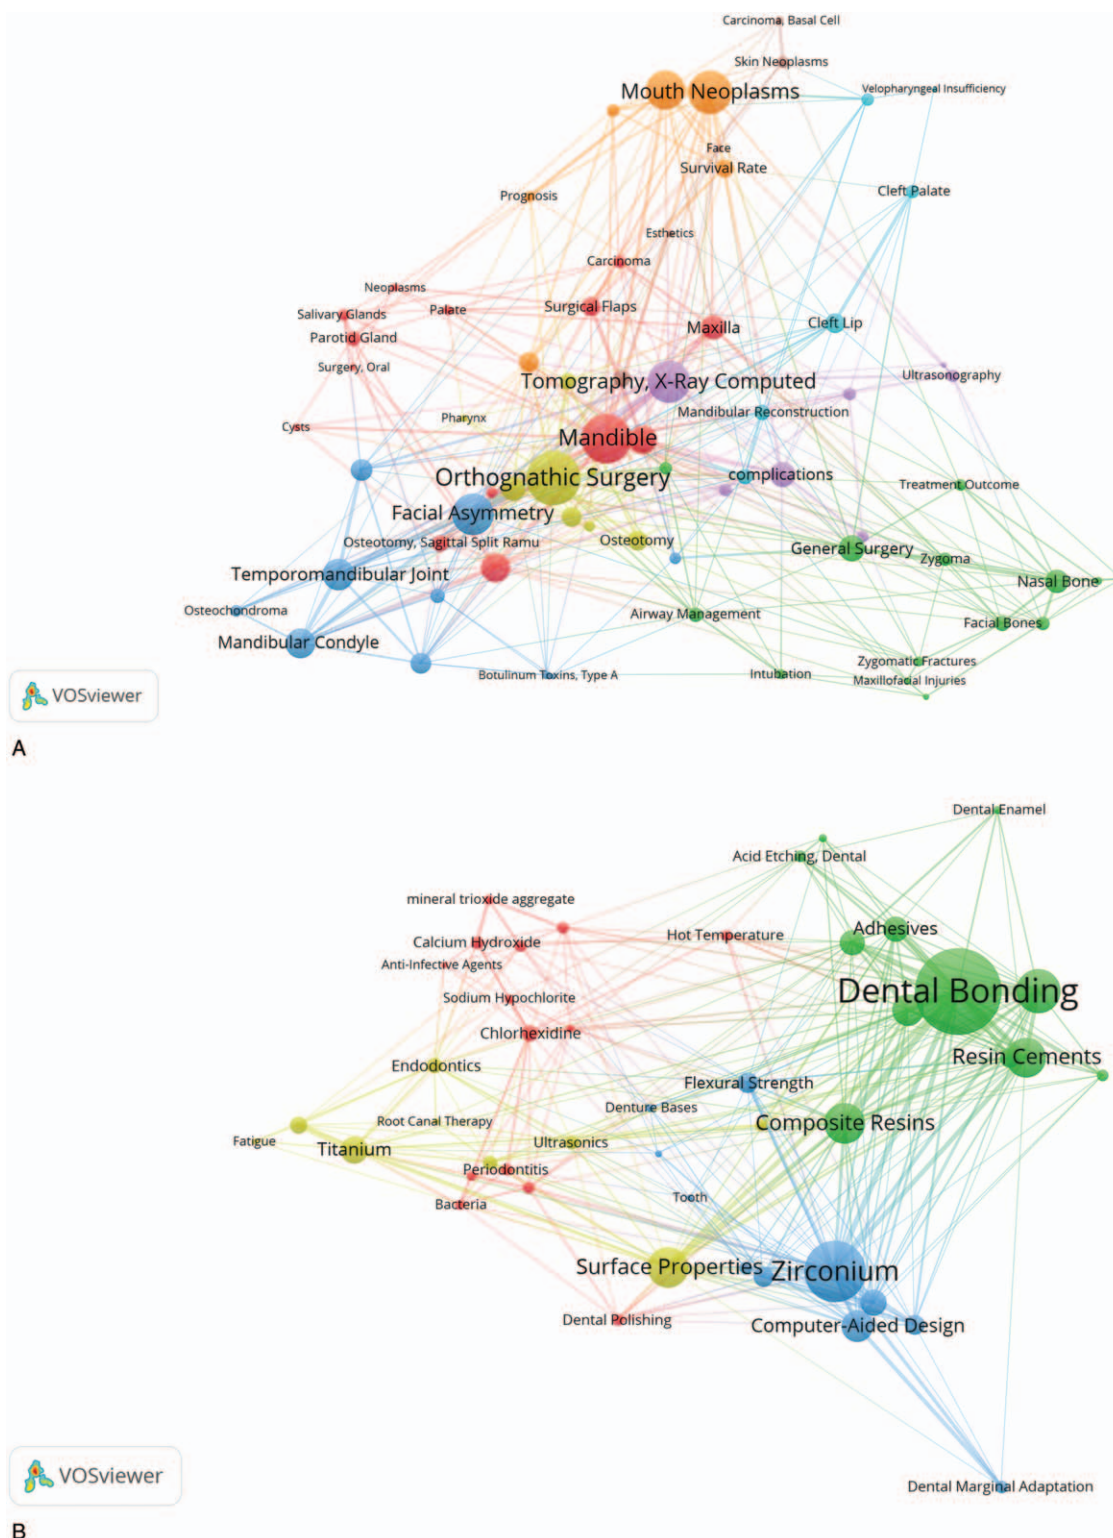 Carcinoma, Basal Cell
Skin Neoplasms
Mouth Neoplasms
Velopharyngeal Insufficiency
Face
Survival Rate
Cleft Palate
Prognosis
Esthetics
Carcinoma
Neoplasms
Salivary Glands
Palate
Surgical Flaps
Cleft Lip
Maxilla
Parotid Gland
Surgery, Oral
Tomography, X-Ray Computed
Ultrasonography
Mandibular Reconstruction
Pharynx
Cysts
Mandible
Orthognathic Surgery
complications
Treatment Outcome
Facial Asymmetry
Osteotomy, Sagittal Split Ramu
Osteotomy
General Surgery
Zygoma
Temporomandibular Joint
Nasal Bone
Osteochondroma
Airway Management
Facial Bones
Mandibular Condyle
Zygomatic Fractures
Botulinum Toxins, Type A
Intubation
Maxillofacial Injuries
VOSviewer
A
Dental Enamel
Acid Etching, Dental
mineral trioxide aggregate
Adhesives
Hot Temperature
Calcium Hydroxide
Anti-Infective Agents
Dental Bonding
Sodium Hypochlorite
Chlorhexidine
Resin Cements
Endodontics
Flexural Strength
Denture Bases
Root Canal Therapy
Composite Resins
Fatigue
Ultrasonics
Titanium
Periodontitis
Tooth
Bacteria
Surface Properties
Zirconium
Dental Polishing
Computer-Aided Design
VOSviewer
Dental Marginal Adaptation
B